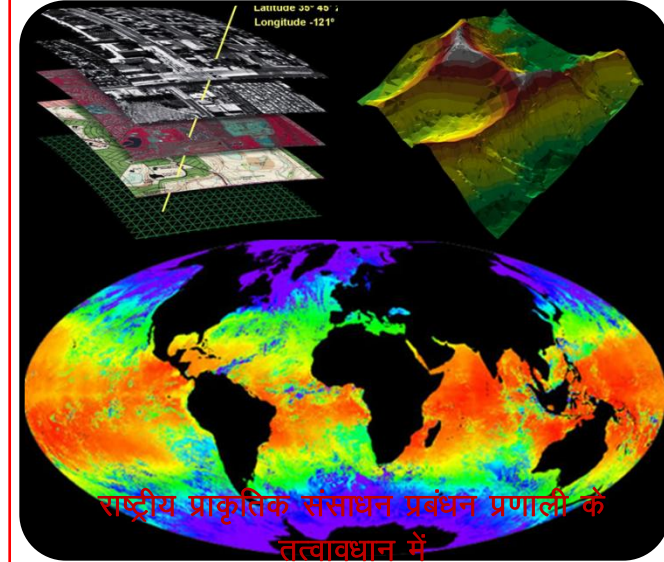 Latitude 35° 45'
Longitude -121°
राष्ट्रीय प्राकृतिक संसाधन प्रबंधन प्रणाली के
तत्वावधान में